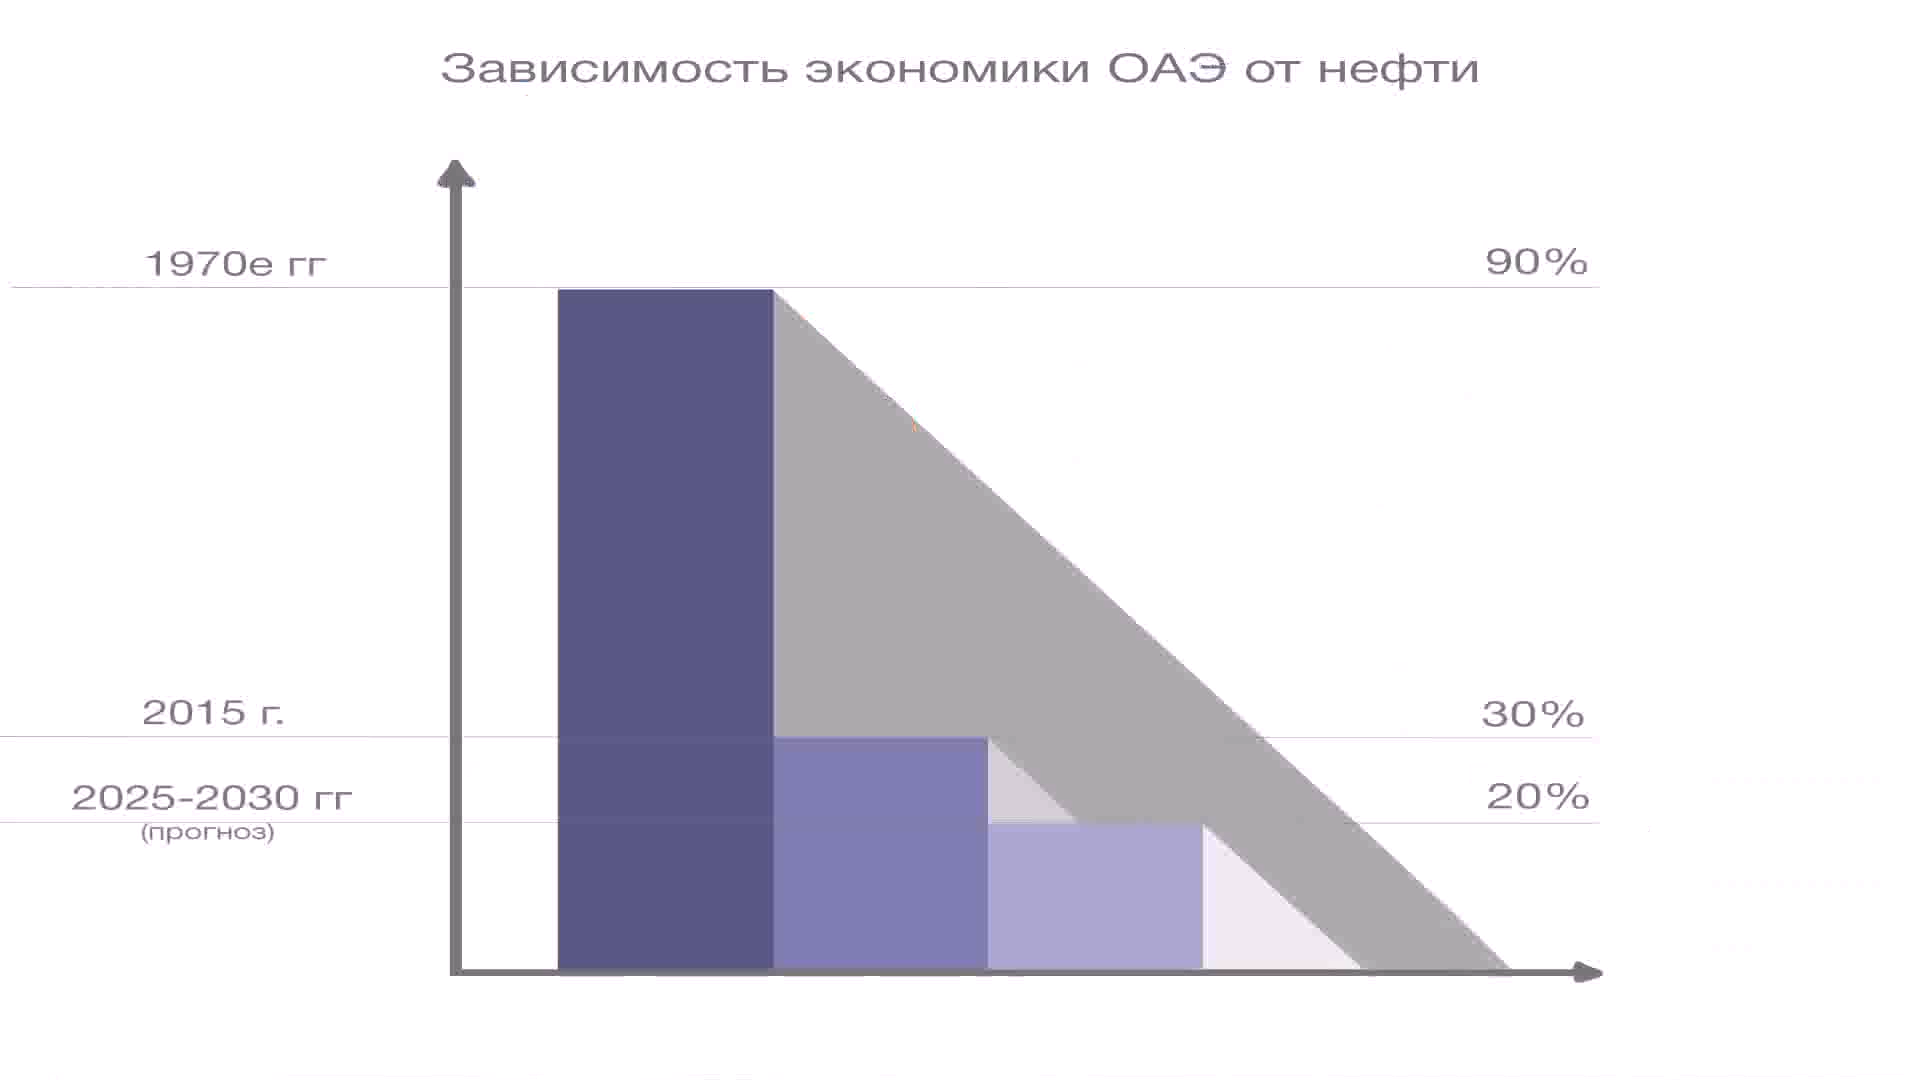 Зависимость экономики ОАЭ от нефти
1970е гг
90%
2015 г.
30%
2025-2030 гг
20%
(прогноз)